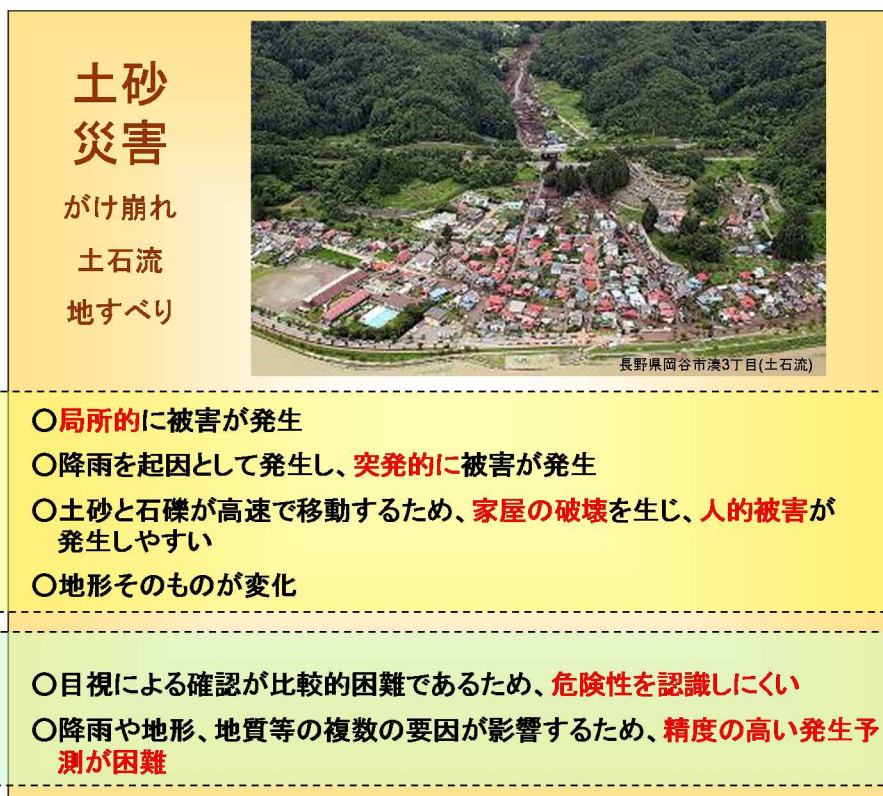 土砂
災害
がけ崩れ
土石流
地すべり
長野県岡谷市湊3丁目(土石流)
○局所的に被害が発生
○降雨を起因として発生し、突発的に被害が発生
○土砂と石礫が高速で移動するため、家屋の破壊を生じ、人的被害が
発生しやすい
○地形そのものが変化
○目視による確認が比較的困難であるため、危険性を認識しにくい
○降雨や地形、地質等の複数の要因が影響するため、精度の高い発生予
測が困難